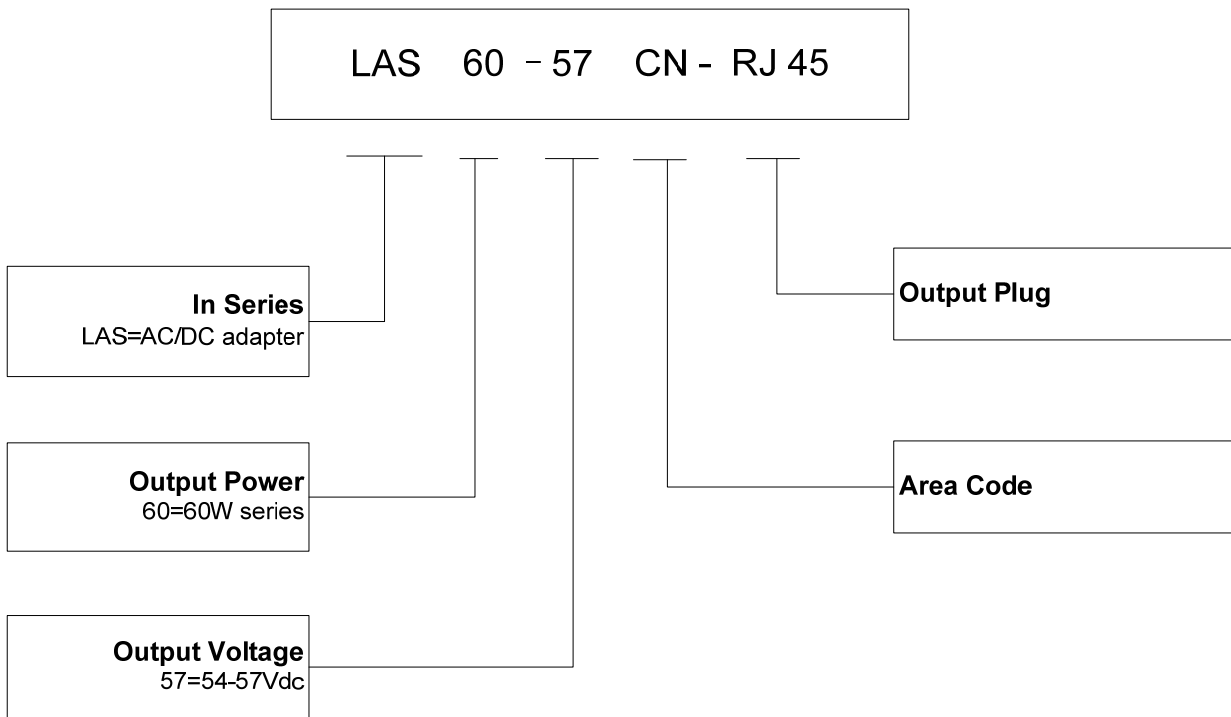 LAS 60 - 57 CN - RJ 45
In Series
LAS=AC/DC adapter
Output Plug
Output Power
60=60W series
Area Code
Output Voltage
57=54-57Vdc